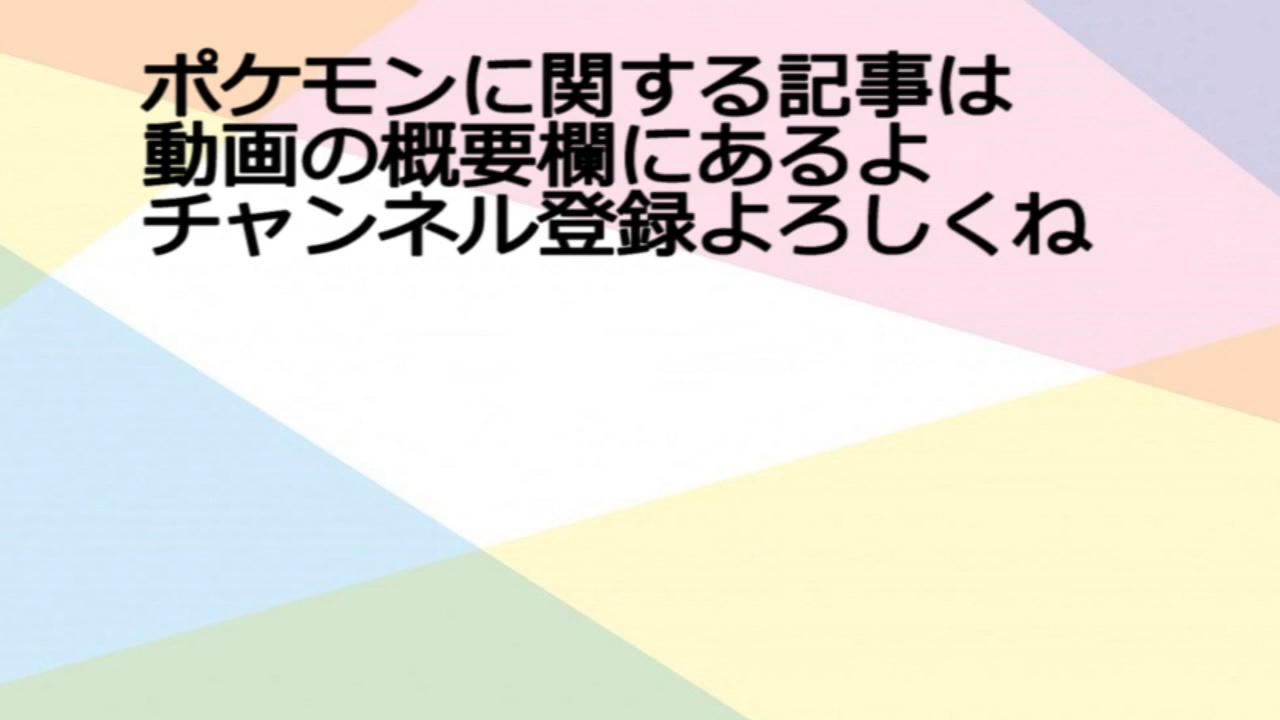 ポケモンに関する記事は
動画の概要欄にあるよ
チャンネル登録よろしくね